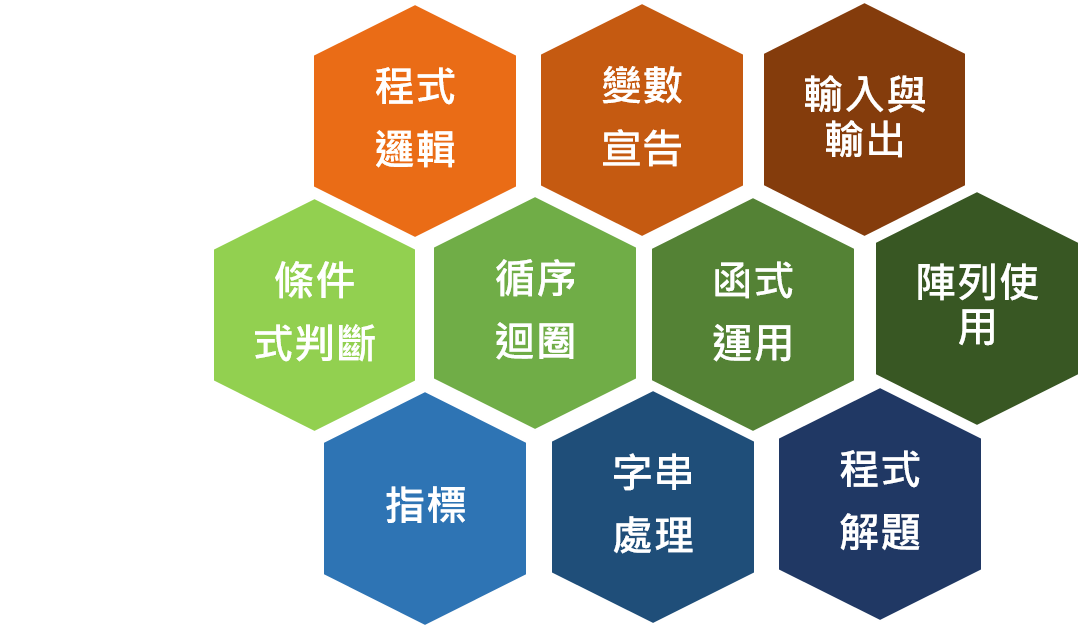 程式
邏輯
變數
宣告
輸入與
輸出
條件
式判斷
循序
迴圈
函式
運用
陣列使
用
指標
字串
處理
程式
解題